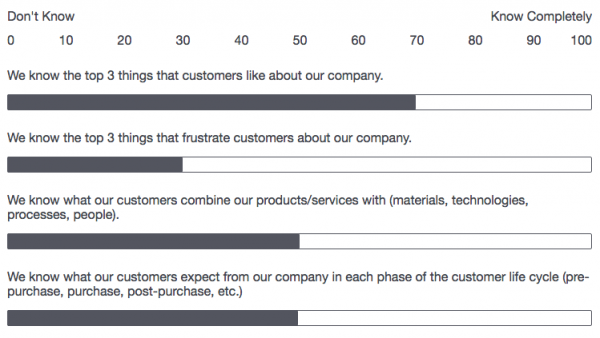 Don't Know Know Completely
0 10 20 30 40 50 60 70 80 90 100
We know the top 3 things that customers like about our company.
We know the top 3 things that frustrate customers about our company.
We know what our customers combine our products/services with (materials, technologies,
processes, people).
We know what our customers expect from our company in each phase of the customer life cycle (pre-
purchase, purchase, post-purchase, etc.)